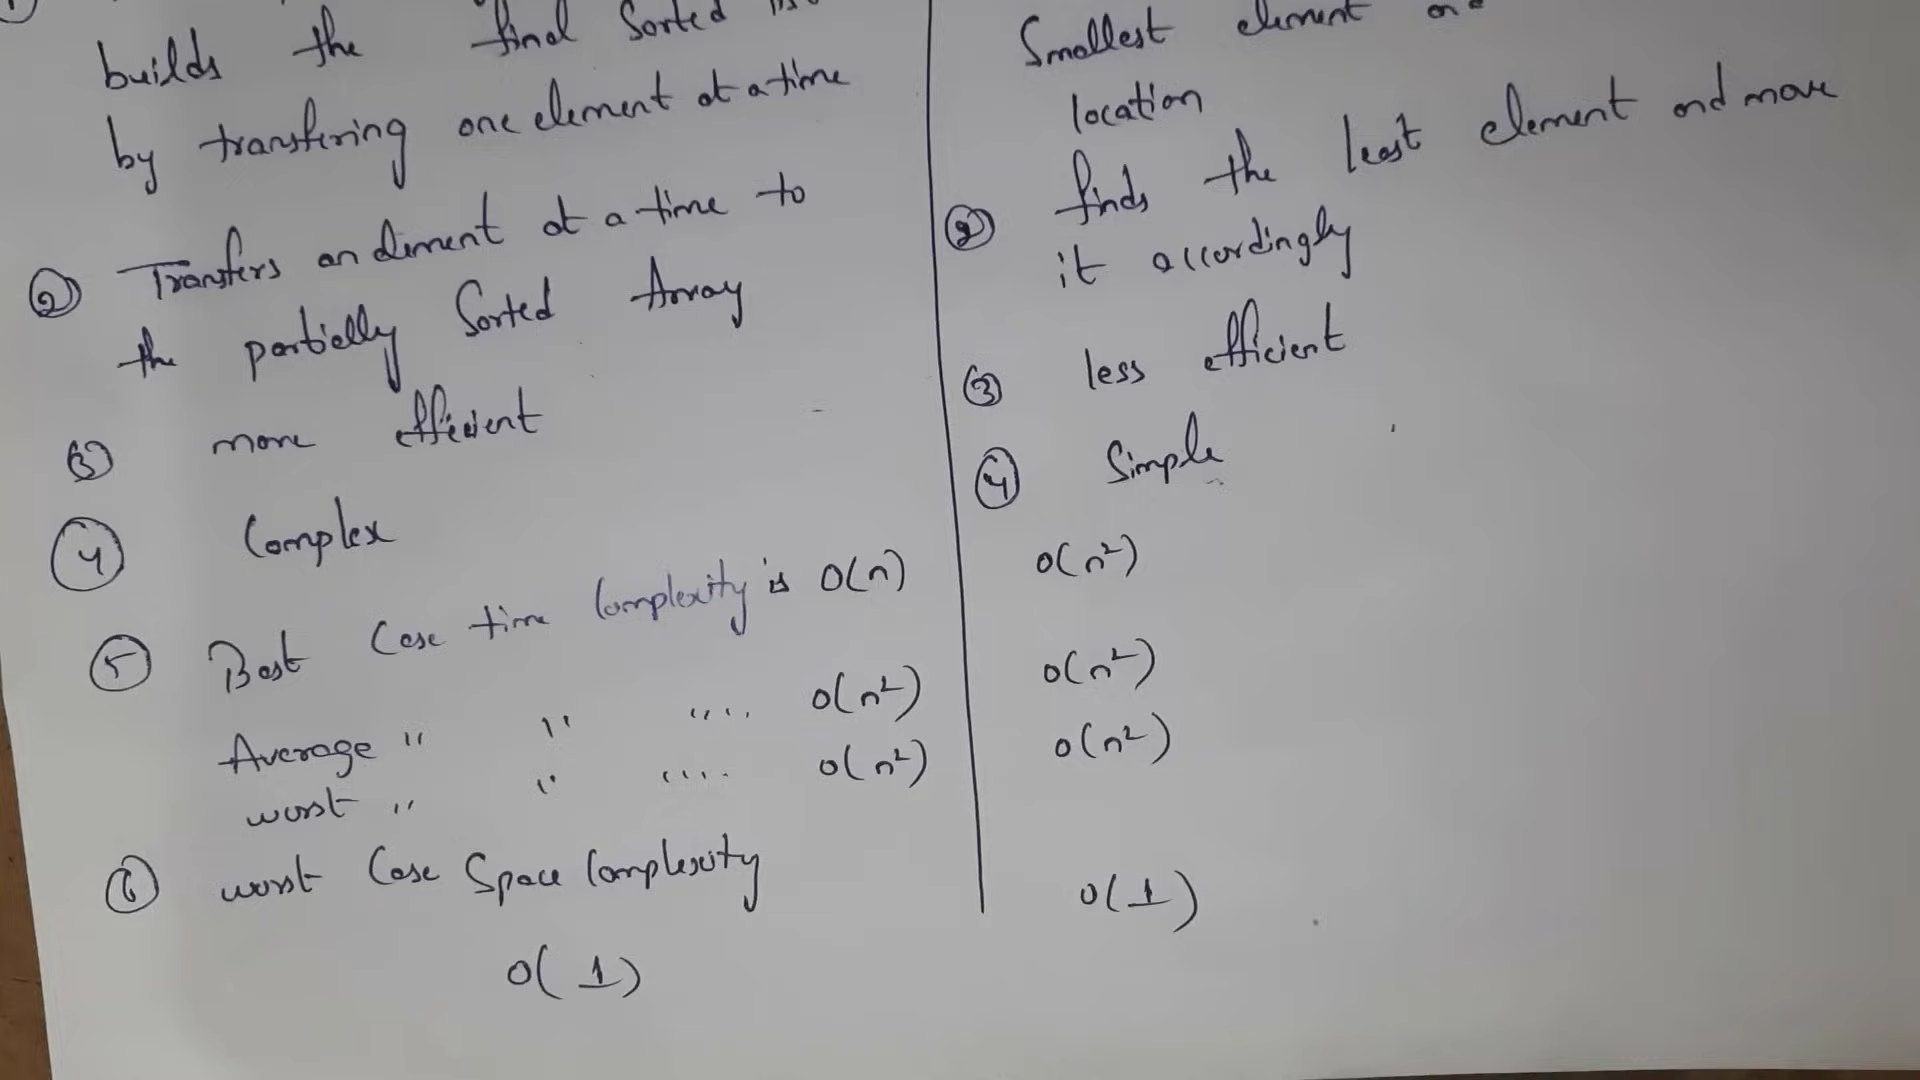 ①
builds the final Sorted
by transfering one element at a time
② Transfers an element at a time to
the partially Sorted Array
③ more efficient
④ Complex
⑤ Best Case time Complexity is O(n)
Average " " " " O(n²)
worst " " " " O(n²)
⑥ worst Case Space Complexity
O(1)
Smallest element
location
② finds the least element and move
it accordingly
③ less efficient
④ Simple
O(n²)
O(n²)
O(n²)
O(1)